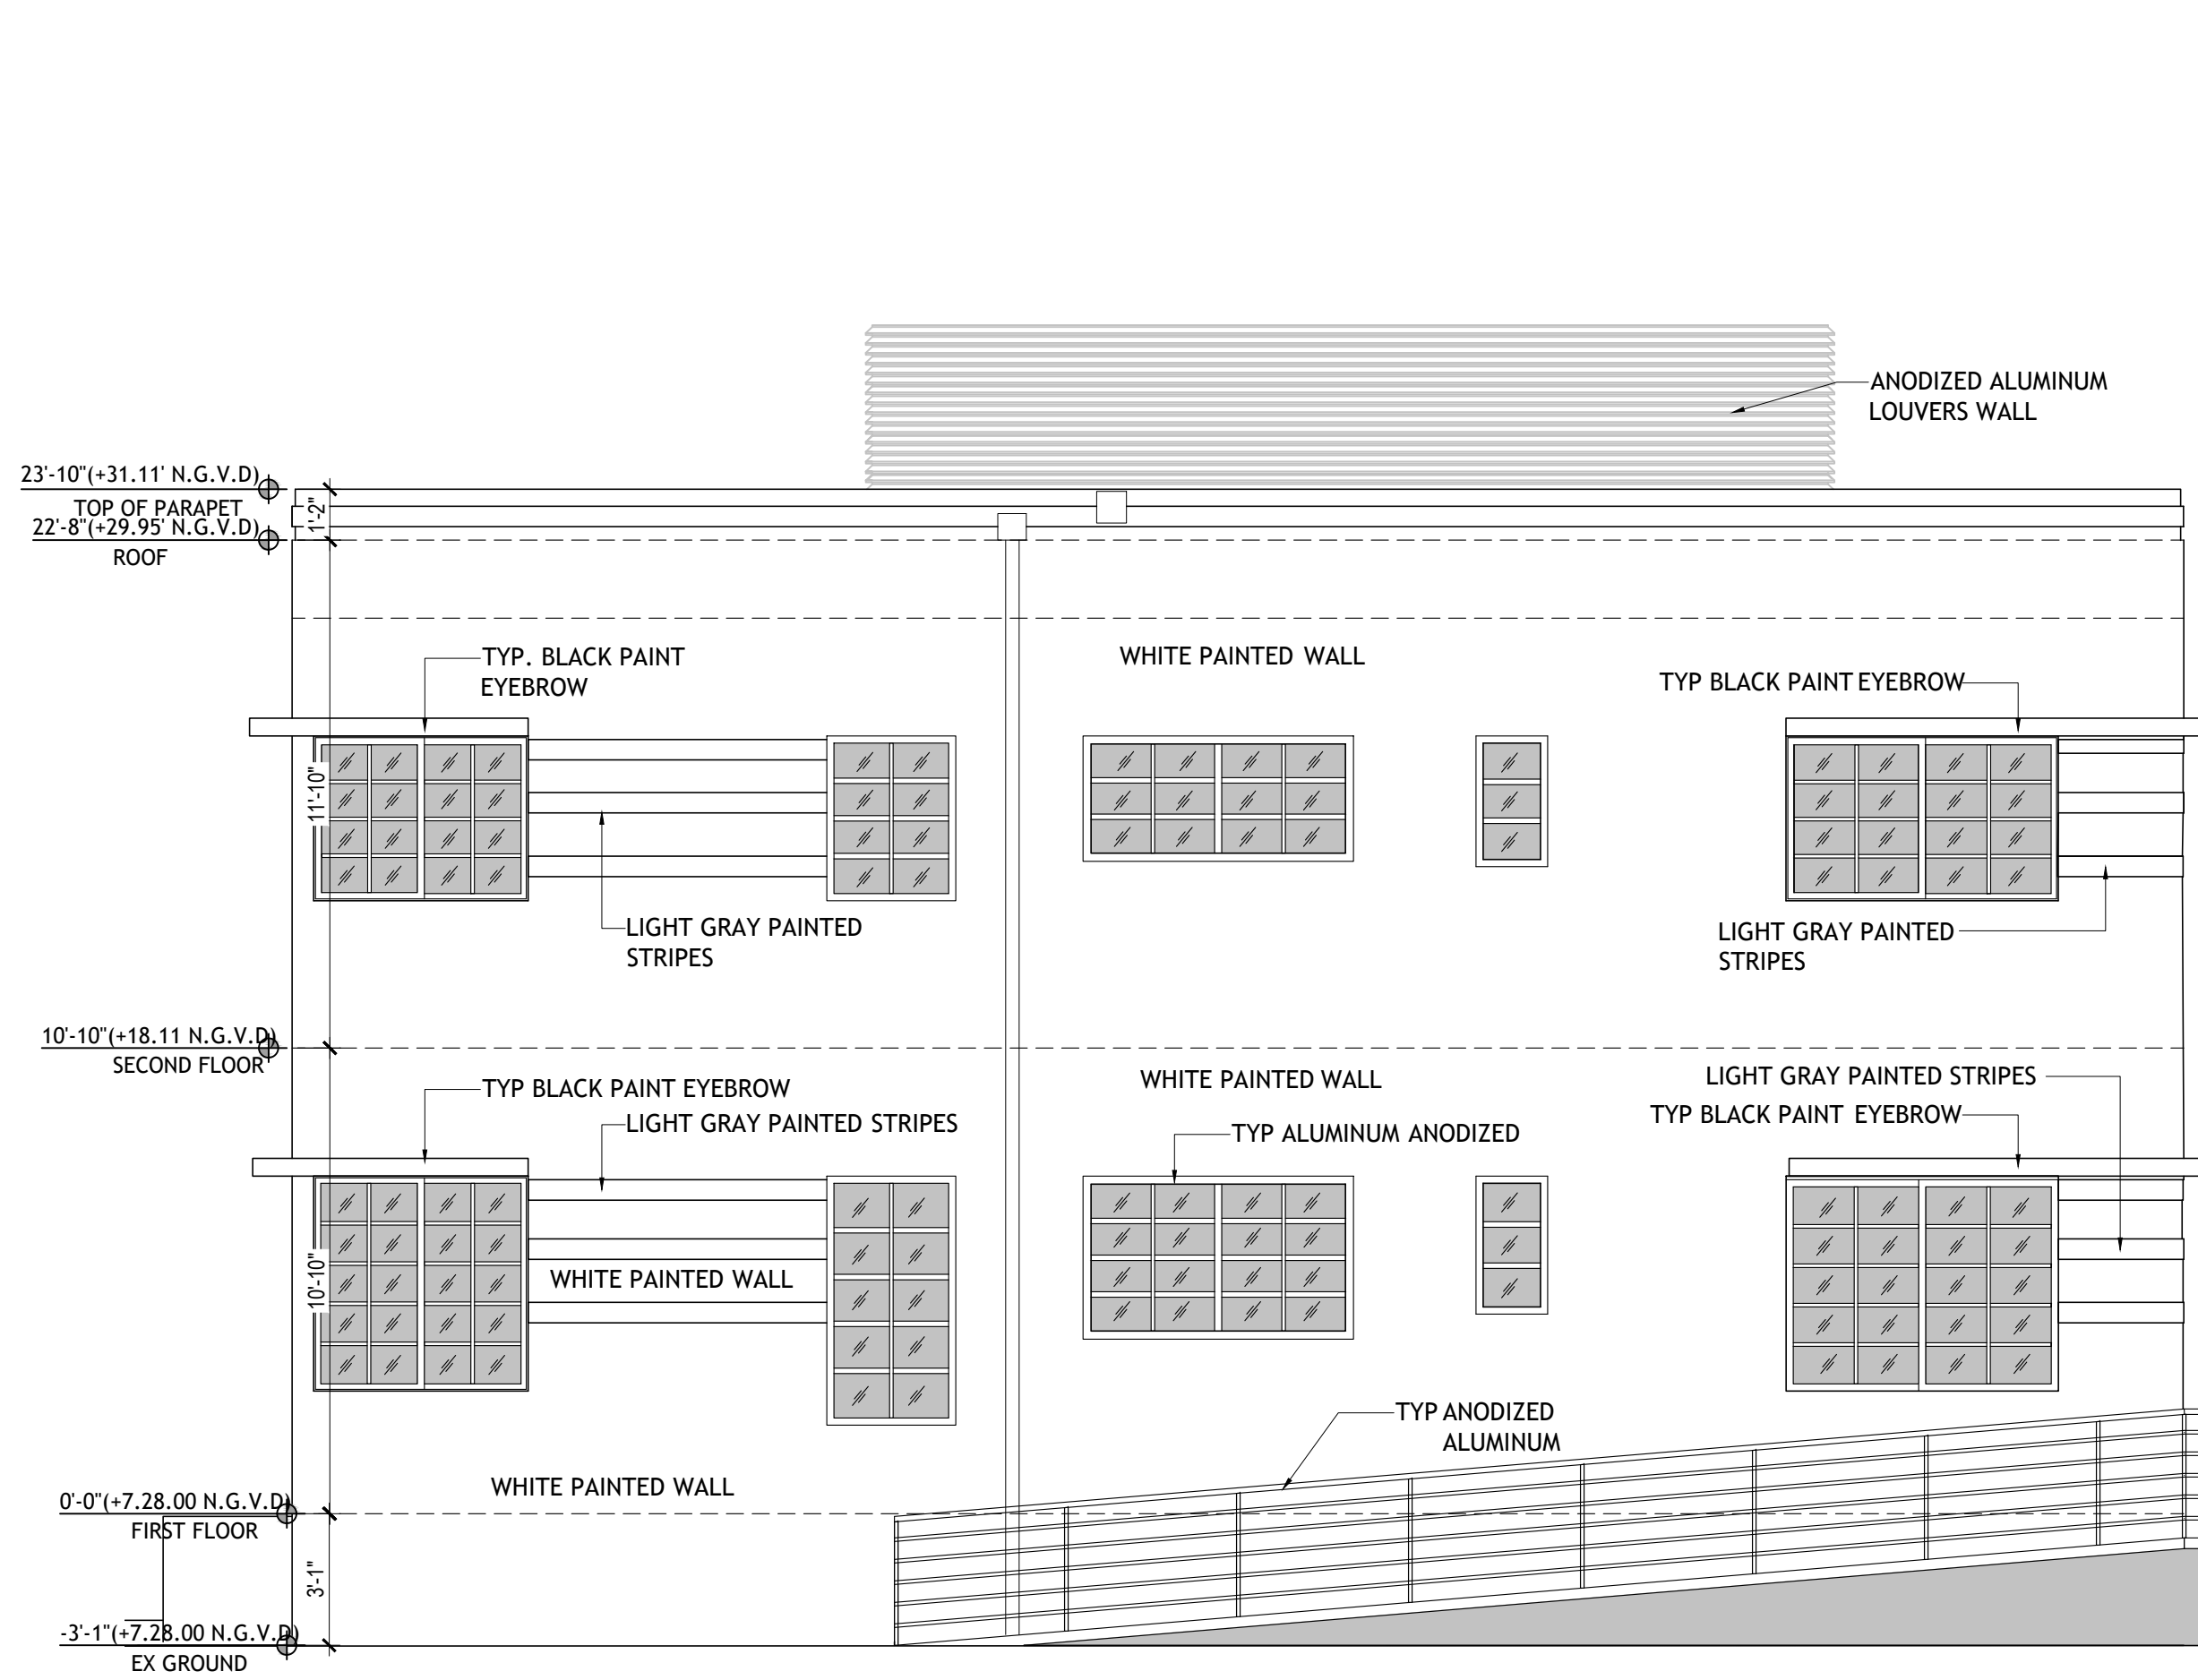 ANODIZED ALUMINUM
LOUVERS WALL
23'-10"(+31.11' N.G.V.D)
TOP OF PARAPET
1'-2"
22'-8"(+29.95' N.G.V.D)
ROOF
TYP. BLACK PAINT
EYEBROW
WHITE PAINTED WALL
TYP BLACK PAINT EYEBROW
11'-10"
LIGHT GRAY PAINTED
STRIPES
LIGHT GRAY PAINTED
STRIPES
10'-10"(+18.11 N.G.V.D)
SECOND FLOOR
TYP BLACK PAINT EYEBROW
LIGHT GRAY PAINTED STRIPES
WHITE PAINTED WALL
TYP ALUMINUM ANODIZED
LIGHT GRAY PAINTED STRIPES
TYP BLACK PAINT EYEBROW
10'-10"
WHITE PAINTED WALL
TYP ANODIZED
ALUMINUM
WHITE PAINTED WALL
0'-0"(+7.28.00 N.G.V.D)
FIRST FLOOR
3'-1"
-3'-1"(+7.28.00 N.G.V.D)
EX GROUND